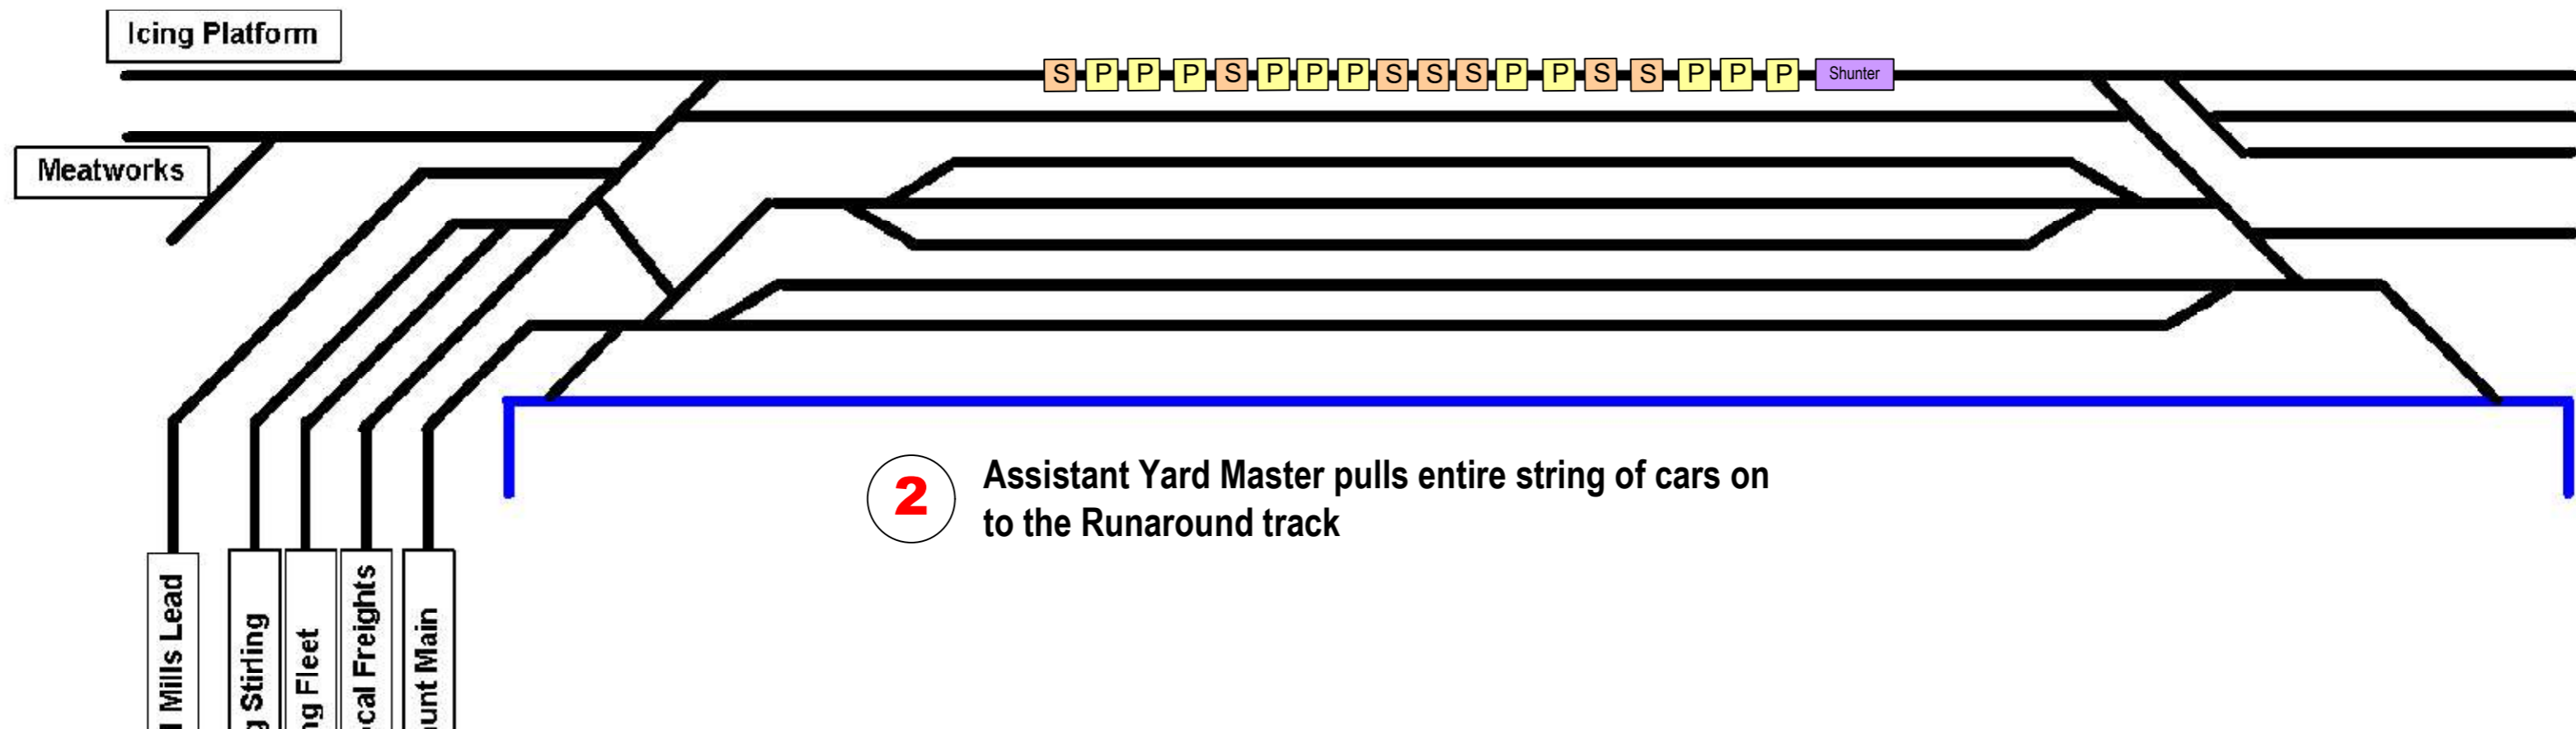 Icing Platform
S P P P S P P P S S S P P S S P P P Shunter
Meatworks
2
Assistant Yard Master pulls entire string of cars on
to the Runaround track
Mills Lead
Stirling
Fleet
Freights
Main